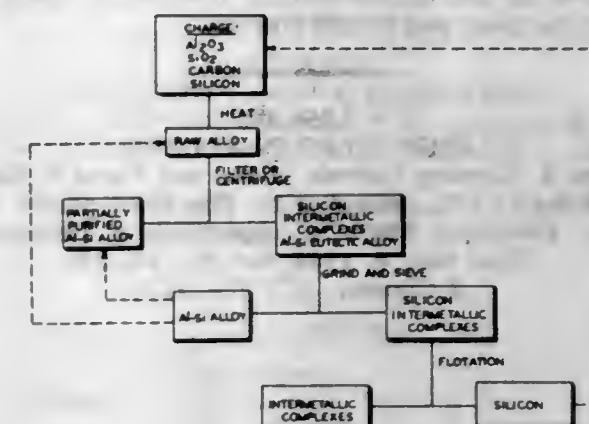 CHARGE
Al2O3
SiO2
CARBON
SILICON
HEAT
RAW ALLOY
FILTER OR
CENTRIFUGE
PARTIALLY
PURIFIED
Al-Si ALLOY
SILICON
INTERMETALLIC
COMPLEXES
Al-Si EUTECTIC ALLOY
GRIND AND SIEVE
Al-Si ALLOY
SILICON
INTERMETALLIC
COMPLEXES
FLOTATION
INTERMETALLIC
COMPLEXES
SILICON